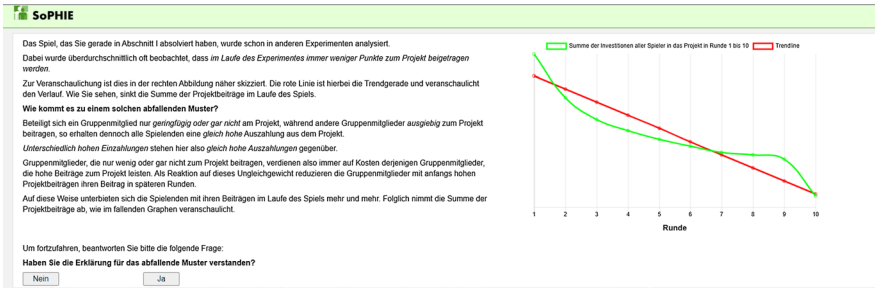 SoPHIE
Das Spiel, das Sie gerade in Abschnitt I absolviert haben, wurde schon in anderen Experimenten analysiert.
Dabei wurde überdurchschnittlich oft beobachtet, dass im Laufe des Experimentes immer weniger Punkte zum Projekt beigetragen
werden.
Zur Veranschaulichung ist dies in der rechten Abbildung näher skizziert. Die rote Linie ist hierbei die Trendgerade und veranschaulicht
den Verlauf. Wie Sie sehen, sinkt die Summe der Projektbeiträge im Laufe des Spiels.
Wie kommt es zu einem solchen abfallenden Muster?
Beteiligt sich ein Gruppenmitglied nur geringfügig oder gar nicht am Projekt, während andere Gruppenmitglieder ausgiebig zum Projekt
beitragen, so erhalten dennoch alle Spielenden eine gleich hohe Auszahlung aus dem Projekt.
Unterschiedlich hohen Einzahlungen stehen hier also gleich hohe Auszahlungen gegenüber.
Gruppenmitglieder, die nur wenig oder gar nicht zum Projekt beitragen, verdienen also immer auf Kosten derjenigen Gruppenmitglieder,
die hohe Beiträge zum Projekt leisten. Als Reaktion auf dieses Ungleichgewicht reduzieren die Gruppenmitglieder mit anfangs hohen
Projektbeiträgen ihren Beitrag in späteren Runden.
Auf diese Weise unterbieten sich die Spielenden mit ihren Beiträgen im Laufe des Spiels mehr und mehr. Folglich nimmt die Summe der
Projektbeiträge ab, wie im fallenden Graphen veranschaulicht.
Um fortzufahren, beantworten Sie bitte die folgende Frage:
Haben Sie die Erklärung für das abfallende Muster verstanden?
Nein Ja
Summe der Investitionen aller Spieler in das Projekt in Runde 1 bis 10 Trendline
1 2 3 4 5 6 7 8 9 10
Runde